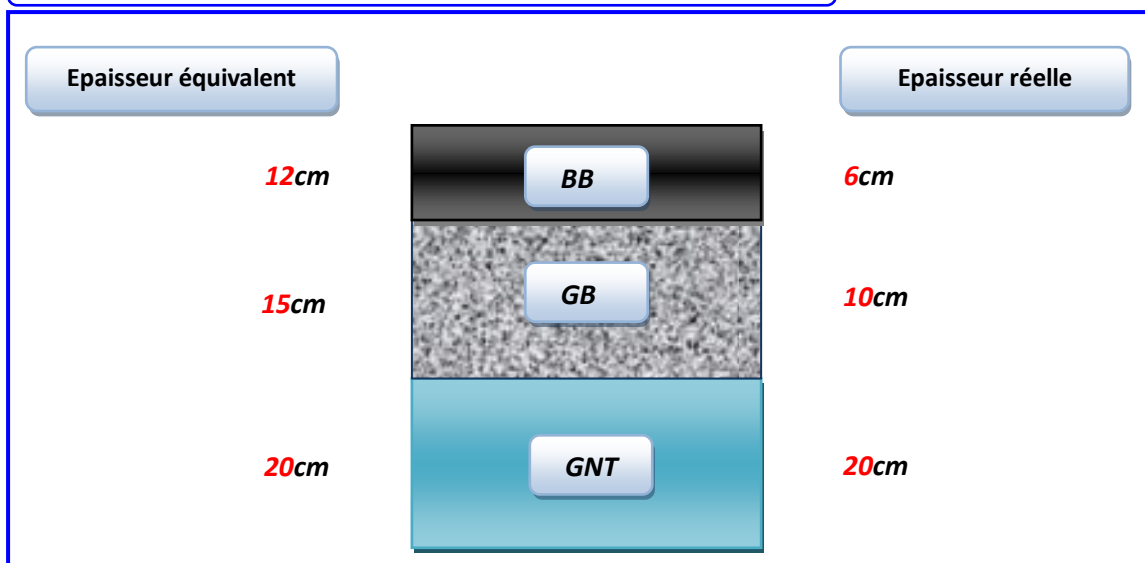 Epaisseur équivalent
Epaisseur réelle
12cm
BB
6cm
15cm
GB
10cm
20cm
GNT
20cm